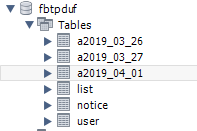 fbtpduf
Tables
a2019_03_26
a2019_03_27
a2019_04_01
list
notice
user